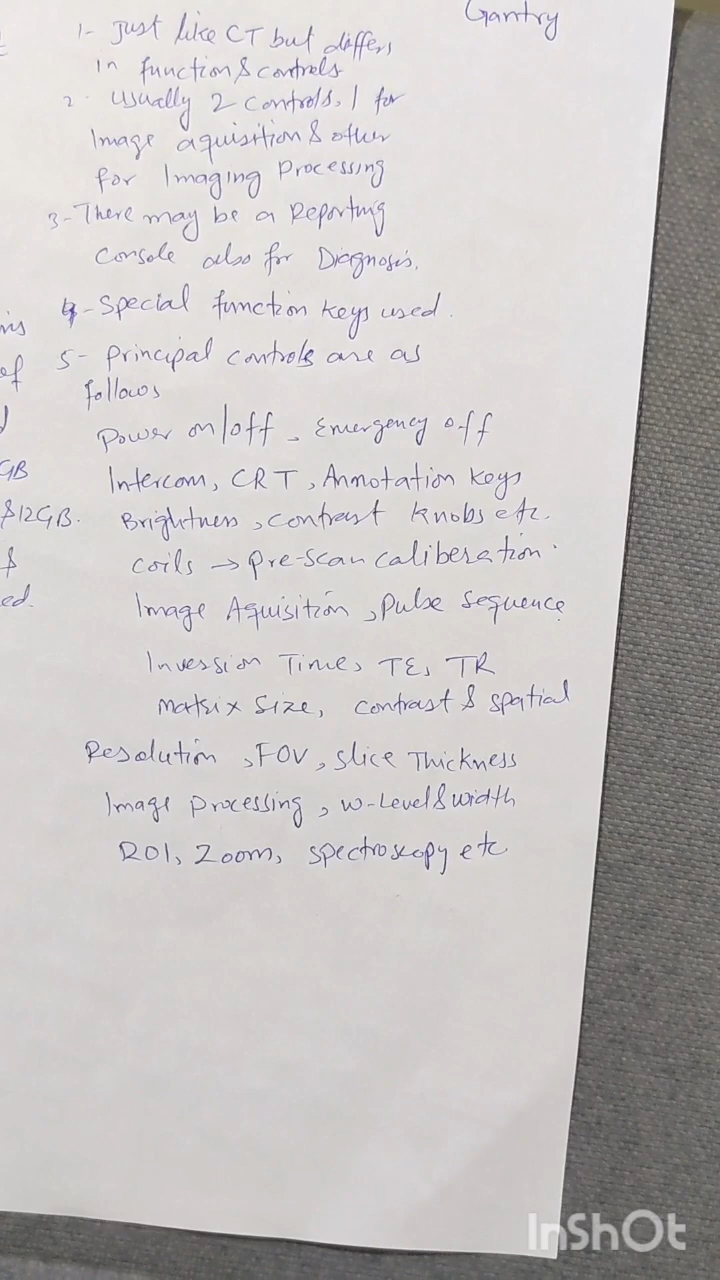 Gantry
1- Just like CT but differs
in function & controls
2- Usually 2 controls. 1 for
Image aquisition & other
for Imaging Processing
3- There may be a Reporting
Console also for Diagnosis.
4- Special function keys used.
of
5- principal controls are as
follows
Power on/off, Emergency off
GB
Intercom, CRT, Annotation Keys
& 12GB.
Brightness, contrast knobs etc.
&
coils → pre-scan caliberation.
ed.
Image Aquisition, Pulse Sequence
Inversion Time, TE, TR
Matrix Size, contrast & spatial
Resolution, FOV, slice Thickness
Image processing, w-Level & width
ROI, Zoom, spectroscopy etc
InShOt